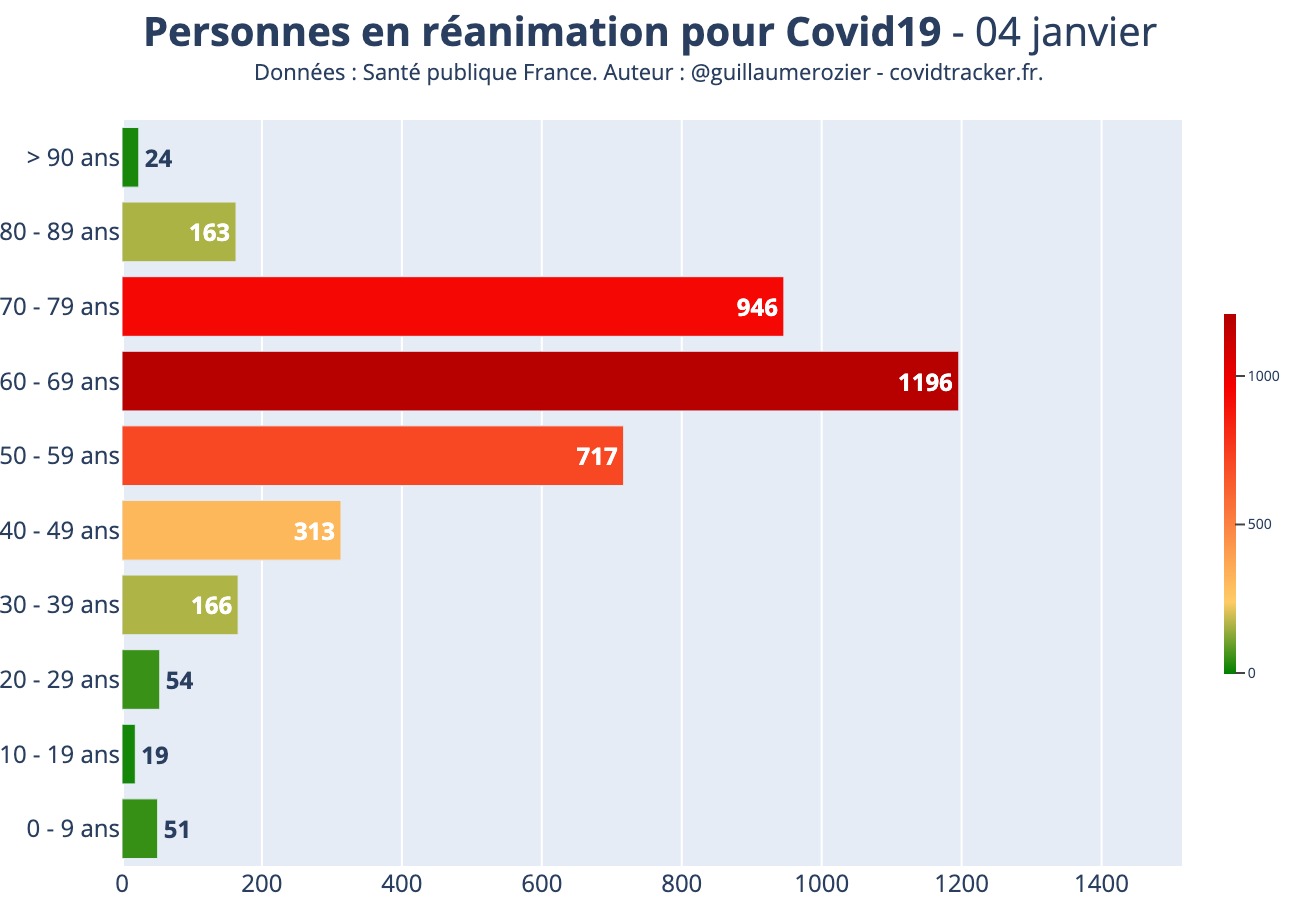 Personnes en réanimation pour Covid19 - 04 janvier
Données : Santé publique France. Auteur : @guillaumerozier - covidtracker.fr.
> 90 ans 24
80 - 89 ans 163
70 - 79 ans 946
60 - 69 ans 1196
50 - 59 ans 717
40 - 49 ans 313
30 - 39 ans 166
20 - 29 ans 54
10 - 19 ans 19
0 - 9 ans 51
0 200 400 600 800 1000 1200 1400
1000
500
0